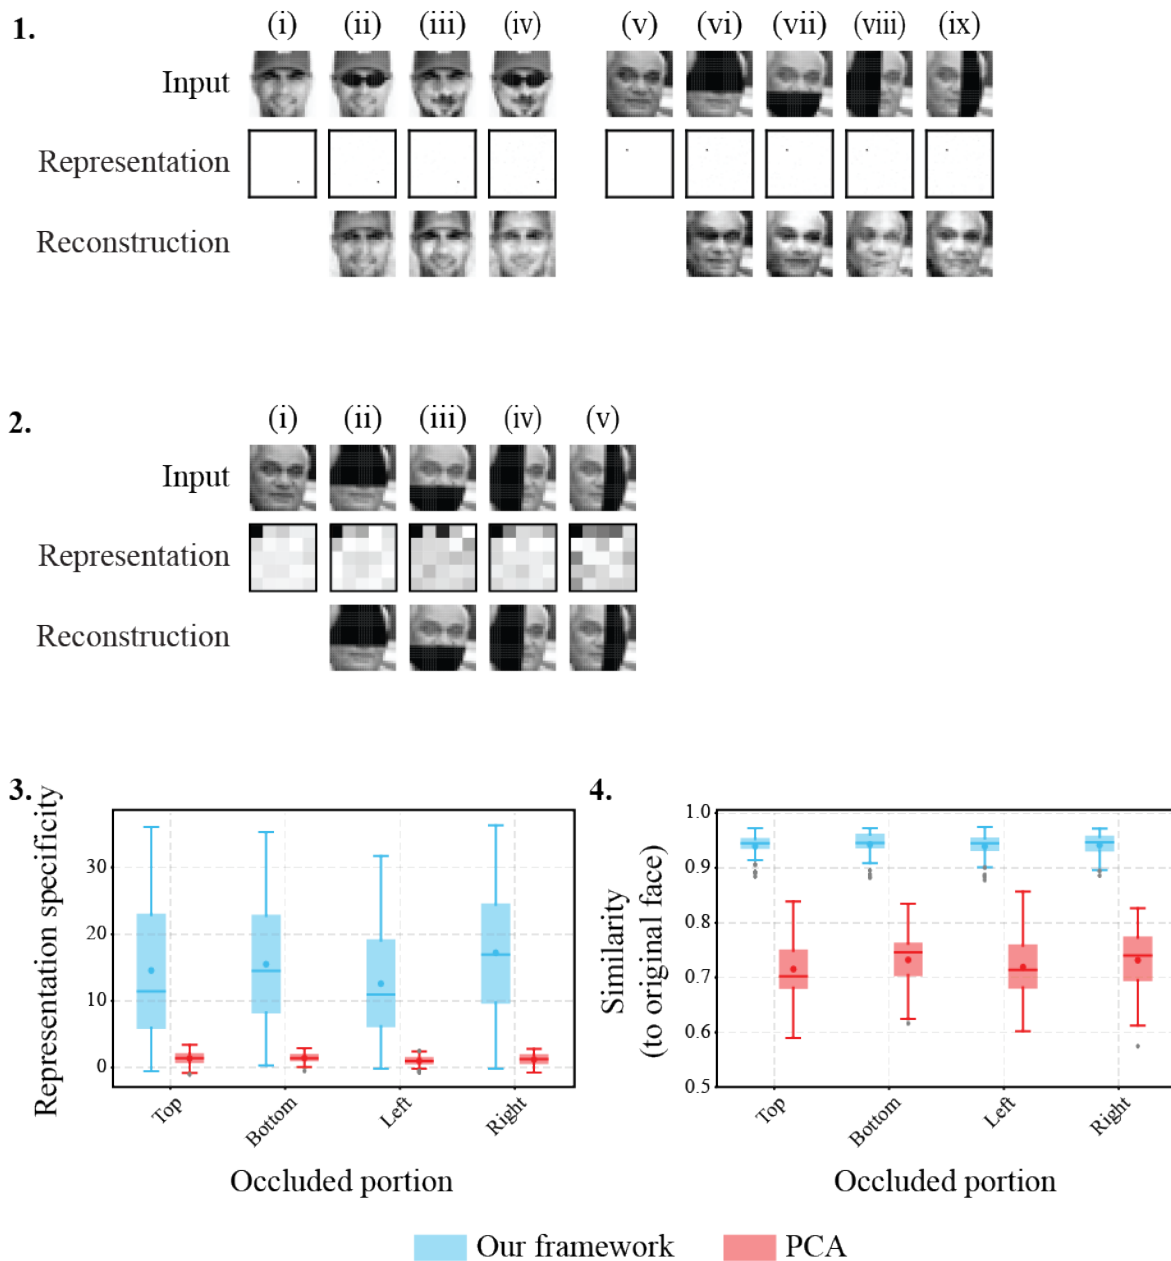 1.
(i) (ii) (iii) (iv) (v) (vi) (vii) (viii) (ix)
Input
Representation
Reconstruction
2.
(i) (ii) (iii) (iv) (v)
Input
Representation
Reconstruction
3.
Representation specificity
30
20
10
0
Top
Bottom
Left
Right
Occluded portion
4.
Similarity
(to original face)
1.0
0.9
0.8
0.7
0.6
0.5
Top
Bottom
Left
Right
Occluded portion
Our framework
PCA